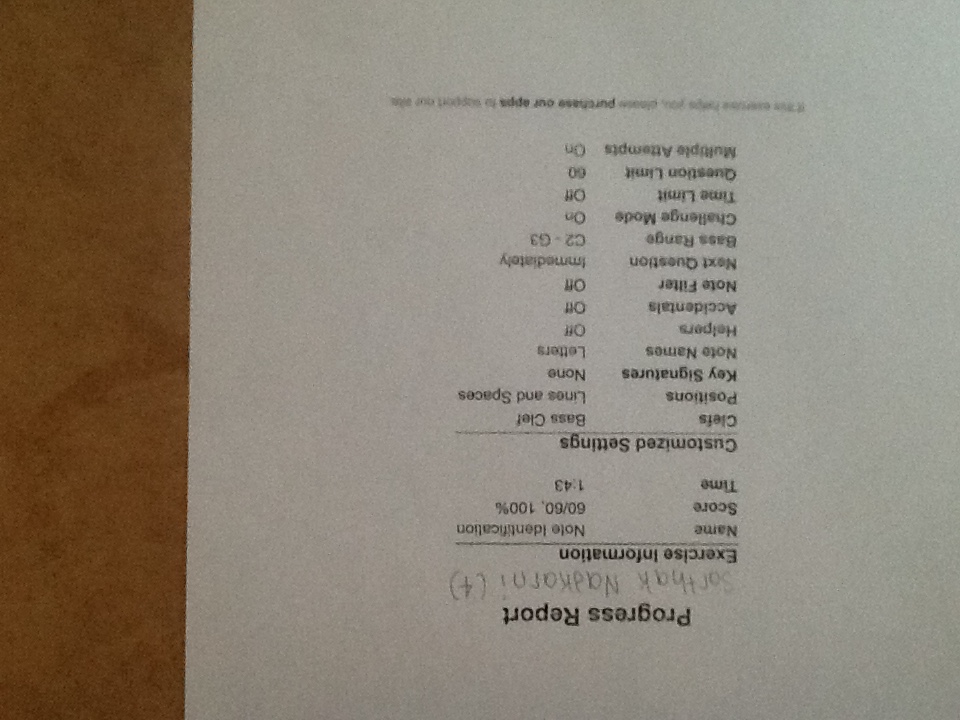 Progress Report
Sarthak Nadkarni (4)
Exercise Information
Name Note Identification
Score 60/60, 100%
Time 1:43
Customized Settings
Clefs Bass Clef
Positions Lines and Spaces
Key Signatures None
Note Names Letters
Helpers Off
Accidentals Off
Note Filter Off
Next Question Immediately
Bass Range C2 - G3
Challenge Mode On
Time Limit Off
Question Limit 60
Multiple Attempts On
If this exercise helps you, please purchase our apps to support our site.